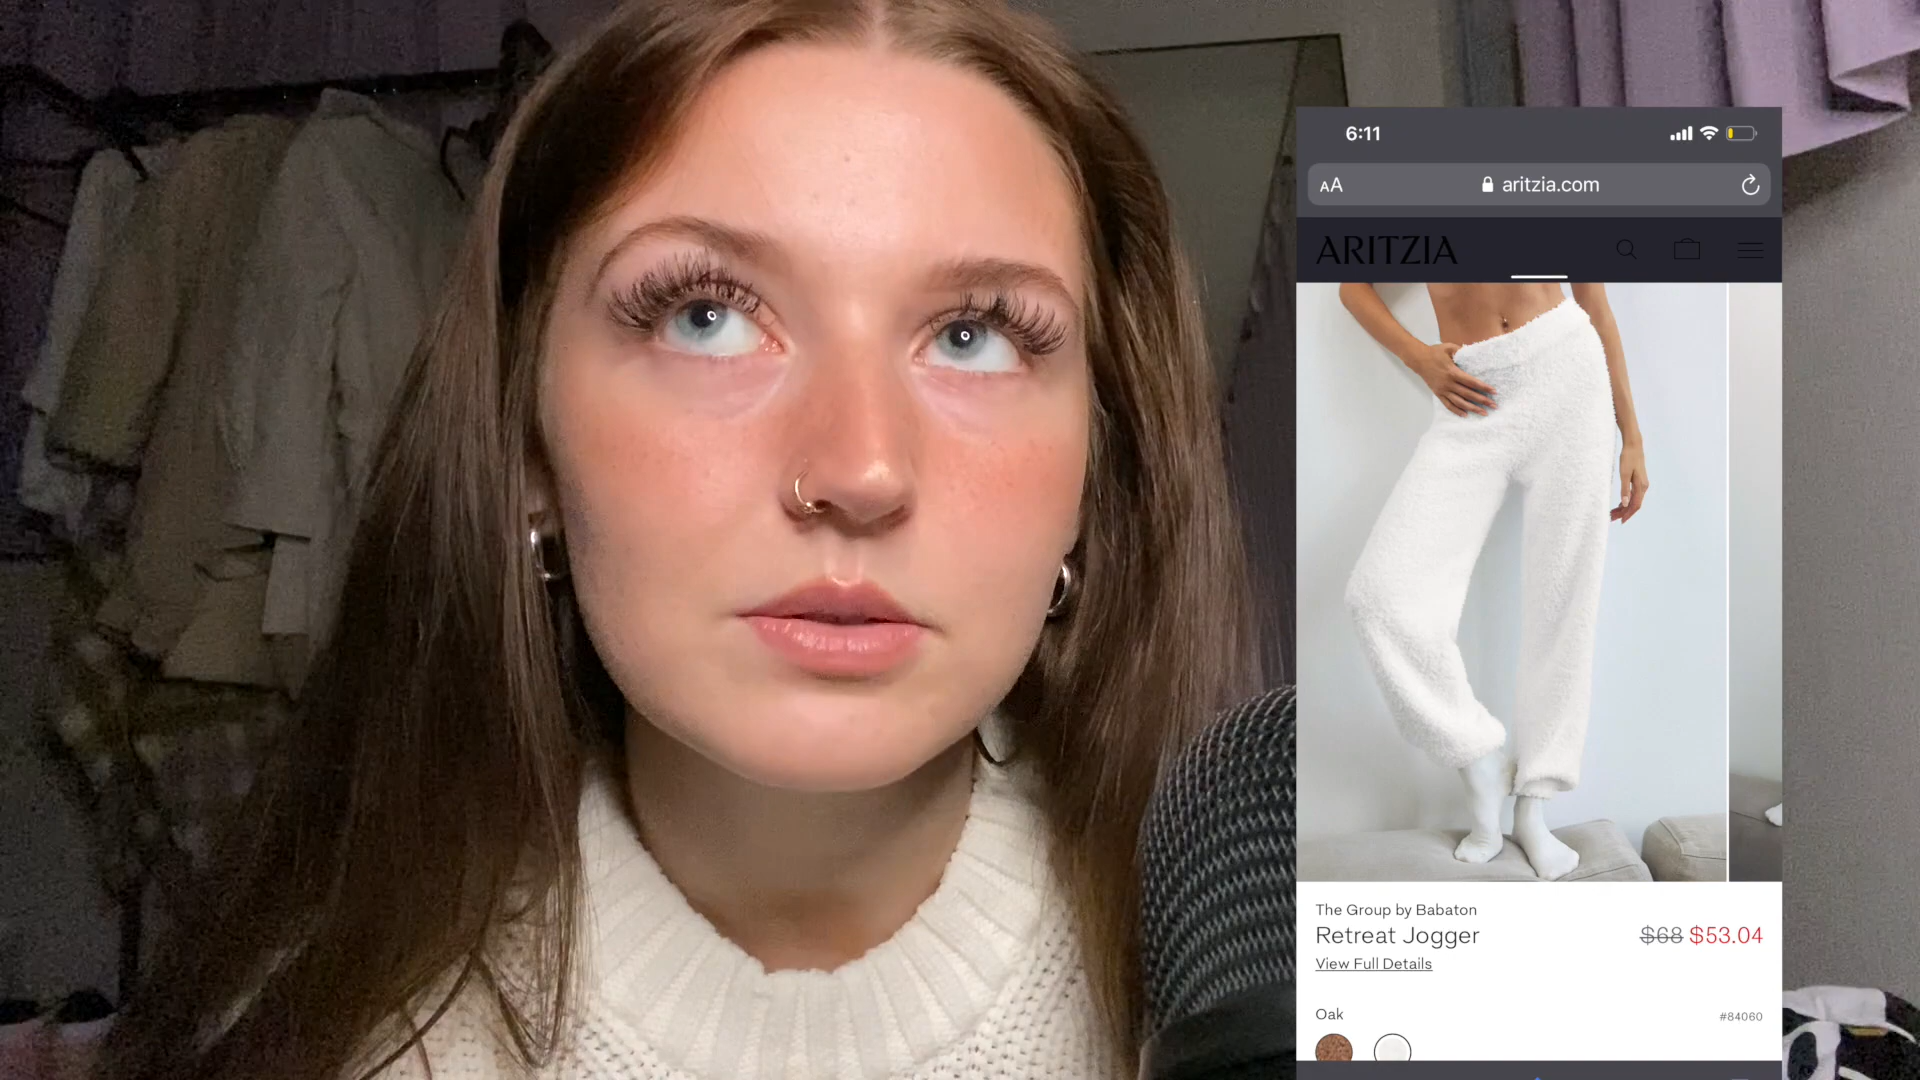 6:11
AA aritzia.com
ARITZIA
The Group by Babaton
Retreat Jogger $68 $53.04
View Full Details
Oak #84060